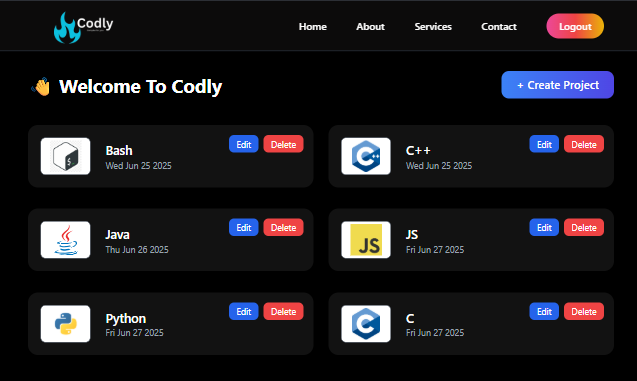 Codly
Home
About
Services
Contact
Logout
👋 Welcome To Codly
+ Create Project
Bash
Wed Jun 25 2025
Edit
Delete
C++
Wed Jun 25 2025
Edit
Delete
Java
Thu Jun 26 2025
Edit
Delete
JS
JS
Fri Jun 27 2025
Edit
Delete
Python
Fri Jun 27 2025
Edit
Delete
C
C
Fri Jun 27 2025
Edit
Delete